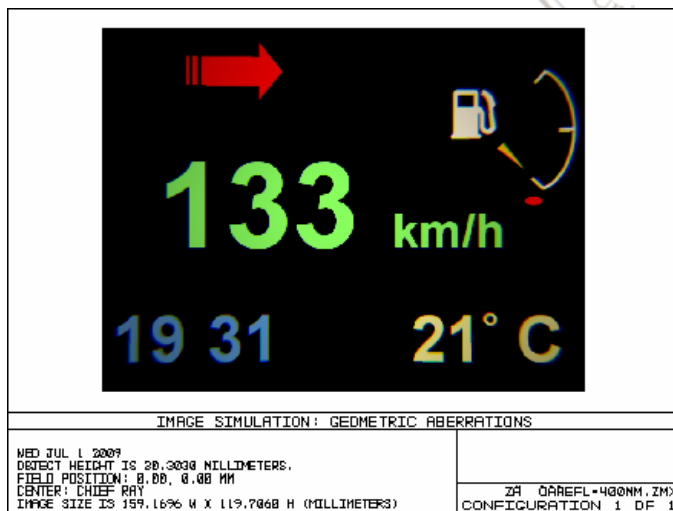 133 km/h
19 31 21° C
IMAGE SIMULATION: GEOMETRIC ABERRATIONS
WED JUL 1 2009
OBJECT HEIGHT IS 20.3030 MILLIMETERS.
FIELD POSITION: 0.00, 0.00 MM
CENTER: CHIEF RAY
IMAGE SIZE IS 159.1696 W X 119.7060 H (MILLIMETERS)
CONFIGURATION 1 OF 1